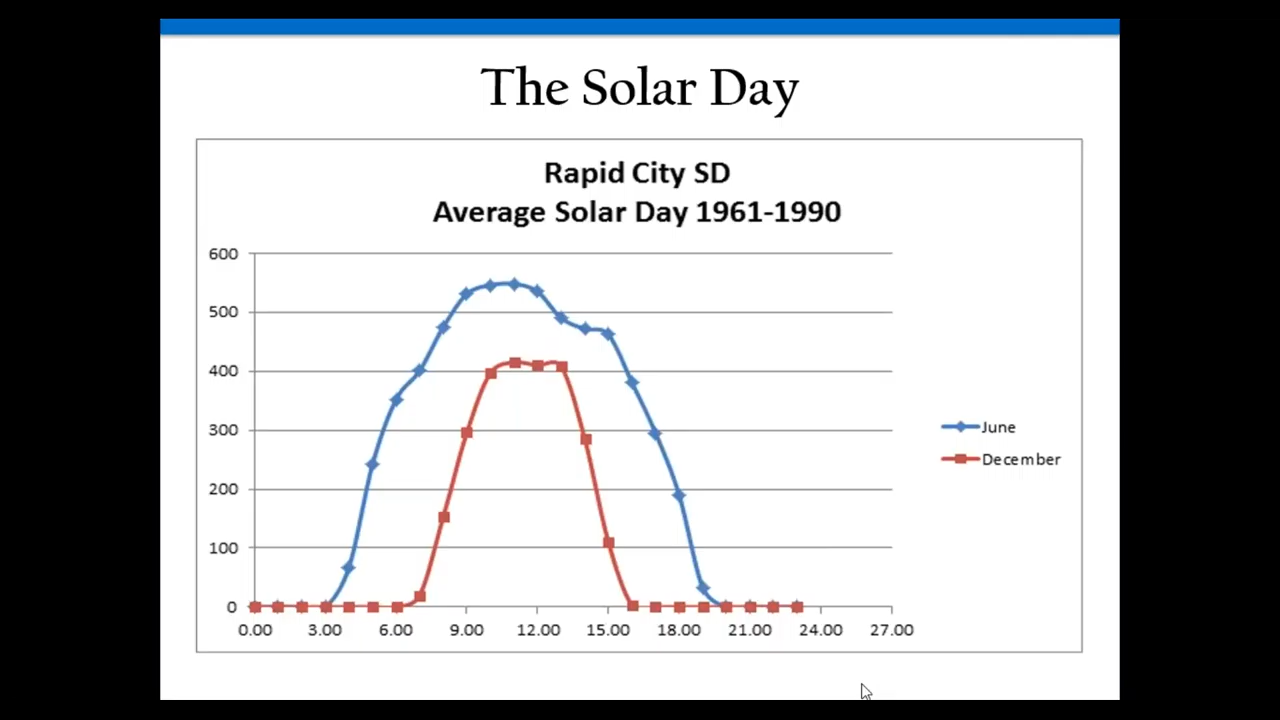 The Solar Day
Rapid City SD
Average Solar Day 1961-1990
600
500
400
300
200
100
0
0.00 3.00 6.00 9.00 12.00 15.00 18.00 21.00 24.00 27.00
June
December